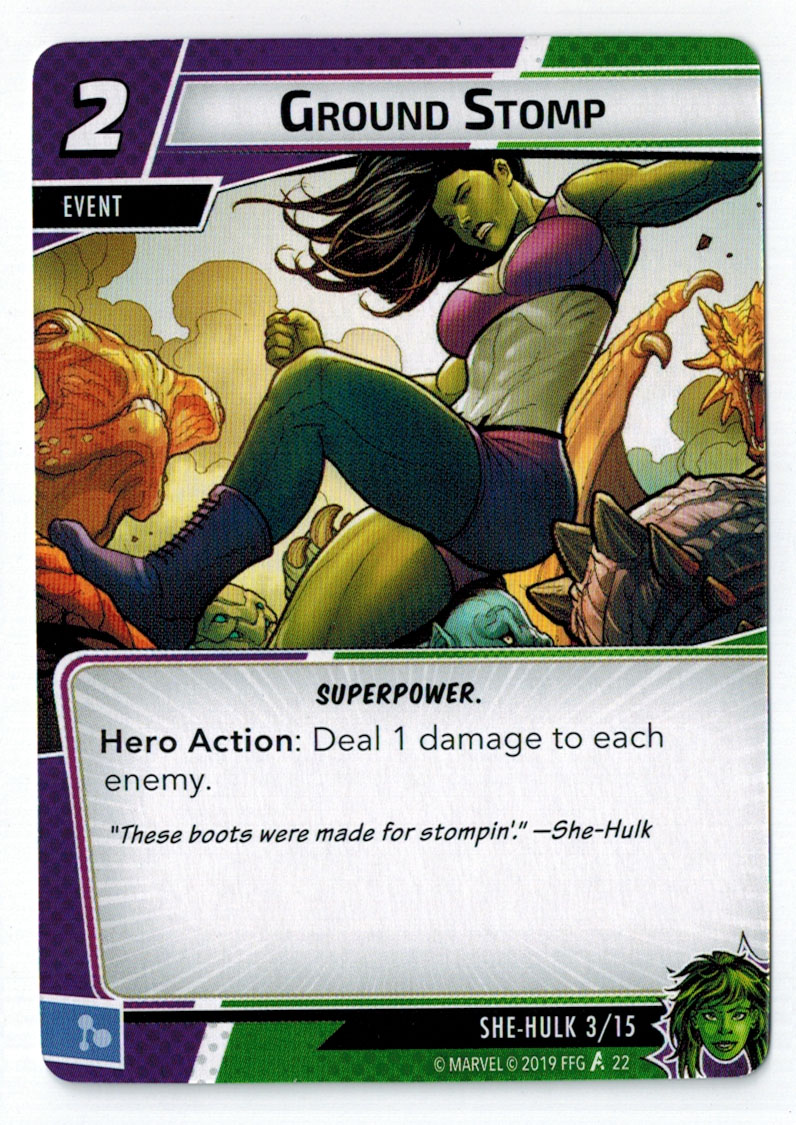 2
GROUND STOMP
EVENT
SUPERPOWER.
Hero Action: Deal 1 damage to each
enemy.
"These boots were made for stompin'." —She-Hulk
SHE-HULK 3/15
© MARVEL © 2019 FFG 22